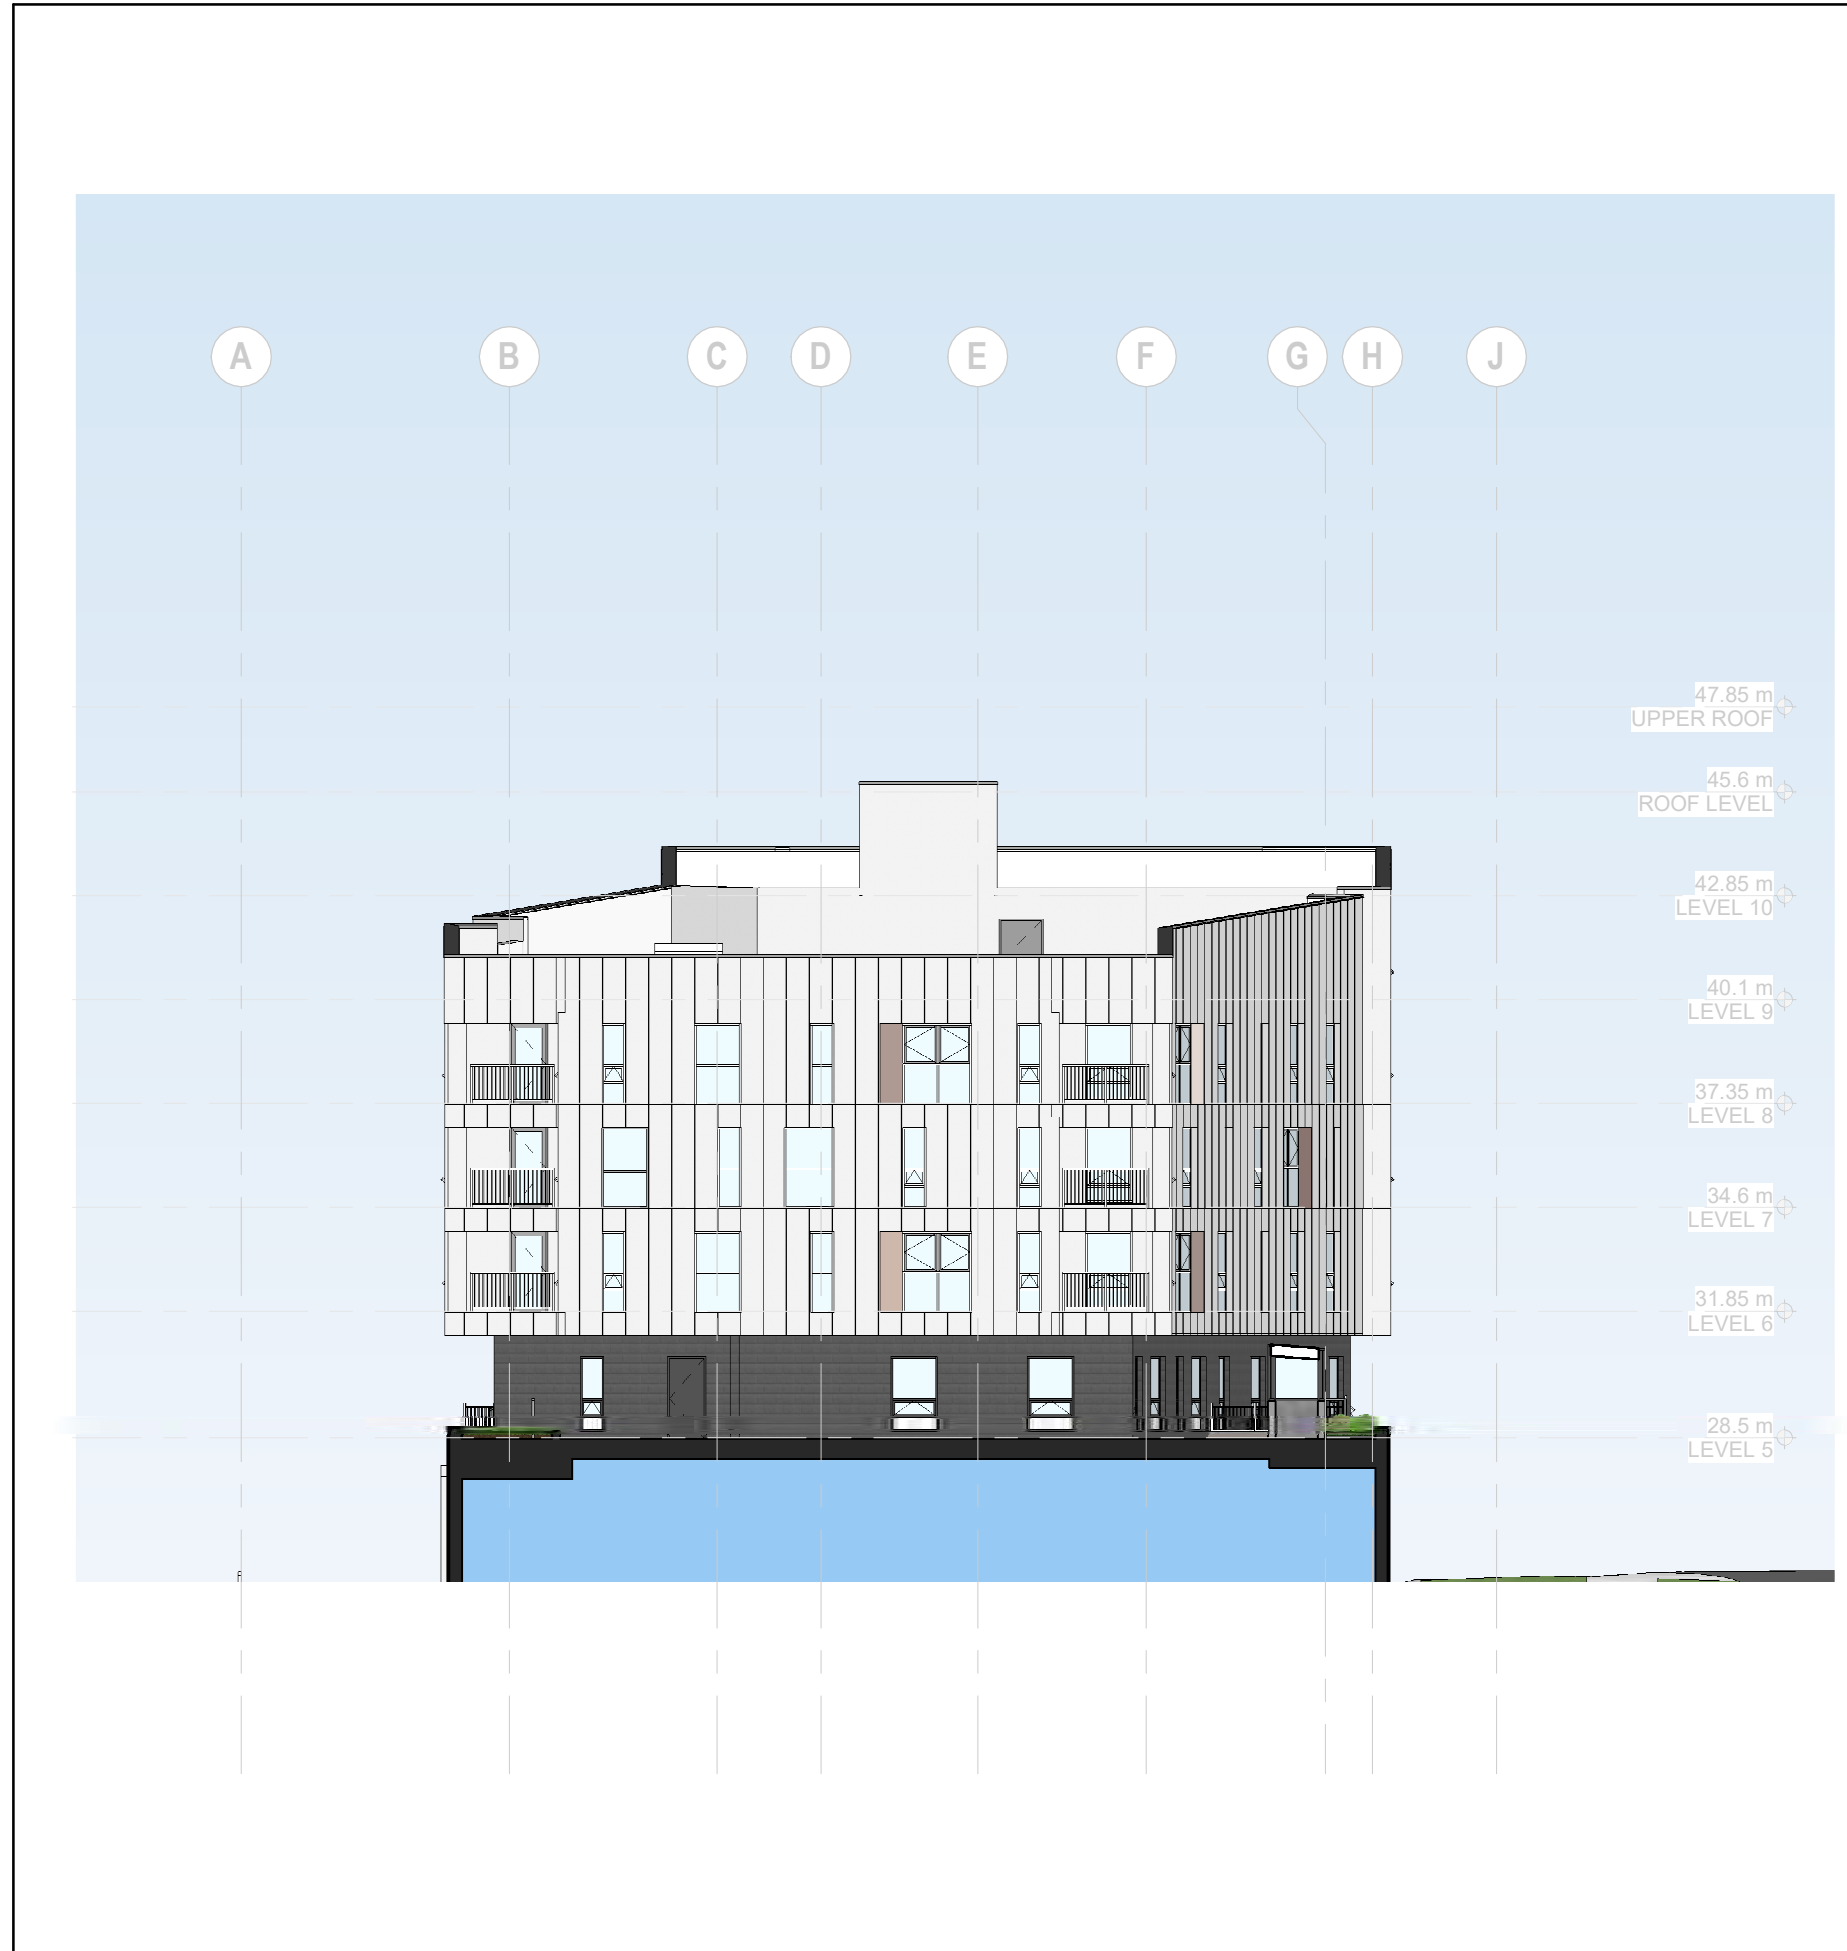 A B C D E F G H J
47.85 m
UPPER ROOF
45.6 m
ROOF LEVEL
42.85 m
LEVEL 10
40.1 m
LEVEL 9
37.35 m
LEVEL 8
34.6 m
LEVEL 7
31.85 m
LEVEL 6
28.5 m
LEVEL 5